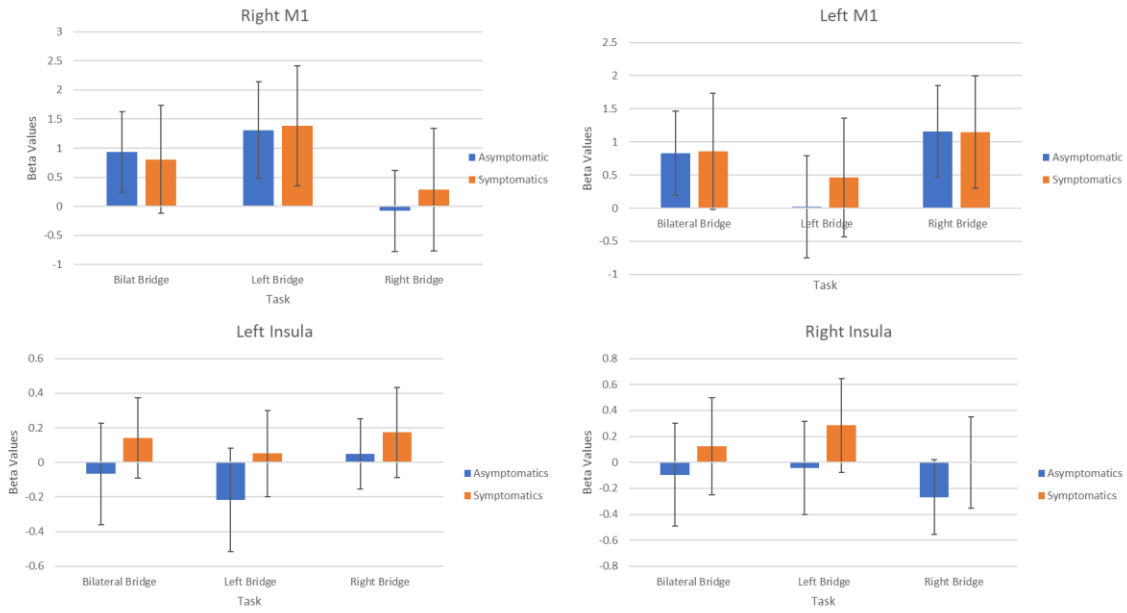 Right M1
3
2.5
2
1.5
1
0.5
0
-0.5
-1
Beta Values
Bilat Bridge
Left Bridge
Right Bridge
Task
Asymptomatic
Symptomatics
Left M1
2.5
2
1.5
1
0.5
0
-0.5
-1
Beta Values
Bilateral Bridge
Left Bridge
Right Bridge
Task
Asymptomatic
Symptomatics
Left Insula
0.6
0.4
0.2
0
-0.2
-0.4
-0.6
Beta Values
Bilateral Bridge
Left Bridge
Right Bridge
Task
Asymptomatics
Symptomatics
Right Insula
0.8
0.6
0.4
0.2
0
-0.2
-0.4
-0.6
-0.8
Beta Values
Bilateral Bridge
Left Bridge
Right Bridge
Task
Asymptomatics
Symptomatics